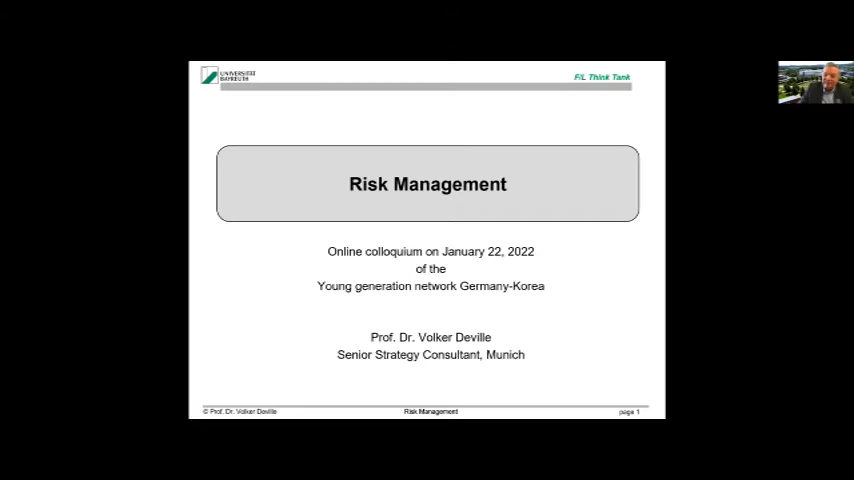 UNIVERSITÄT
BAYREUTH
F/L Think Tank
Risk Management
Online colloquium on January 22, 2022
of the
Young generation network Germany-Korea
Prof. Dr. Volker Deville
Senior Strategy Consultant, Munich
© Prof. Dr. Volker Deville Risk Management page 1